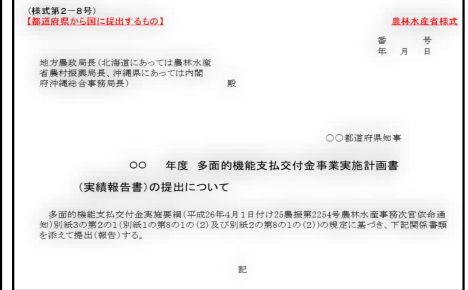 (様式第2－8号)
【都道府県から国に提出するもの】
農林水産省様式
番　　号
年　月　日
地方農政局長(北海道にあっては農林水産
省農村振興局長、沖縄県にあっては内閣
府沖縄総合事務局長)　　殿
○○都道府県知事
○○　年度 多面的機能支払交付金事業実施計画書
(実績報告書)の提出について
多面的機能支払交付金実施要綱(平成26年4月1日付け25農振第2254号農林水産事務次官依命通
知)別紙3の第2の1(別紙1の第8の1の(2)及び別紙2の第8の1の(2))の規定に基づき、下記関係書類
を添えて提出(報告)する。
記